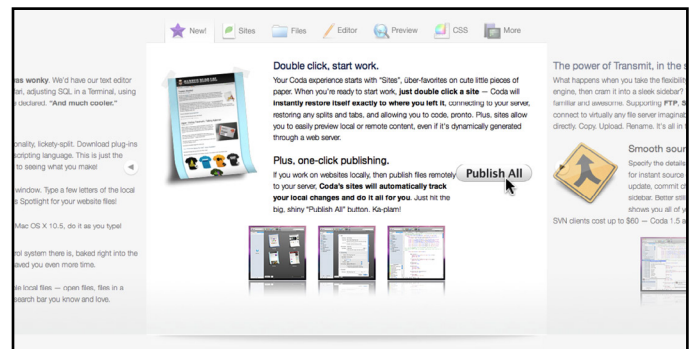 New!
Sites
Files
Editor
Preview
CSS
More
was wonky. We'd have our text editor
adjusting SQL in a Terminal, using
declared. "And much cooler."
lickety-split. Download plug-ins
scripting language. This is just the
to seeing what you make!
window. Type a few letters of the local
Spotlight for your website files!
Mac OS X 10.5, do it as you type!
system there is, baked right into the
saved you even more time.
local files — open files, files in a
search bar you know and love.
Double click, start work.
Your Coda experience starts with "Sites", über-favorites on cute little pieces of
paper. When you're ready to start work, just double click a site — Coda will
instantly restore itself exactly to where you left it, connecting to your server,
restoring any splits and tabs, and allowing you to code, pronto. Plus, sites allow
you to easily preview local or remote content, even if it's dynamically generated
through a web server.
Plus, one-click publishing.
If you work on websites locally, then publish files remotely
to your server, Coda's sites will automatically track
your local changes and do it all for you. Just hit the
big, shiny "Publish All" button. Ka-plam!
Publish All
The power of Transmit, in the
What happens when you take the flexibility
engine, then cram it into a sleek sidebar?
familiar and awesome. Supporting FTP,
connect to virtually any file server
directly. Copy. Upload. Rename. It's all in
Smooth
Specify the details
for instant source
update, commit
sidebar. Better still
shows you all of
SVN clients cost up to $60 — Coda 1.5